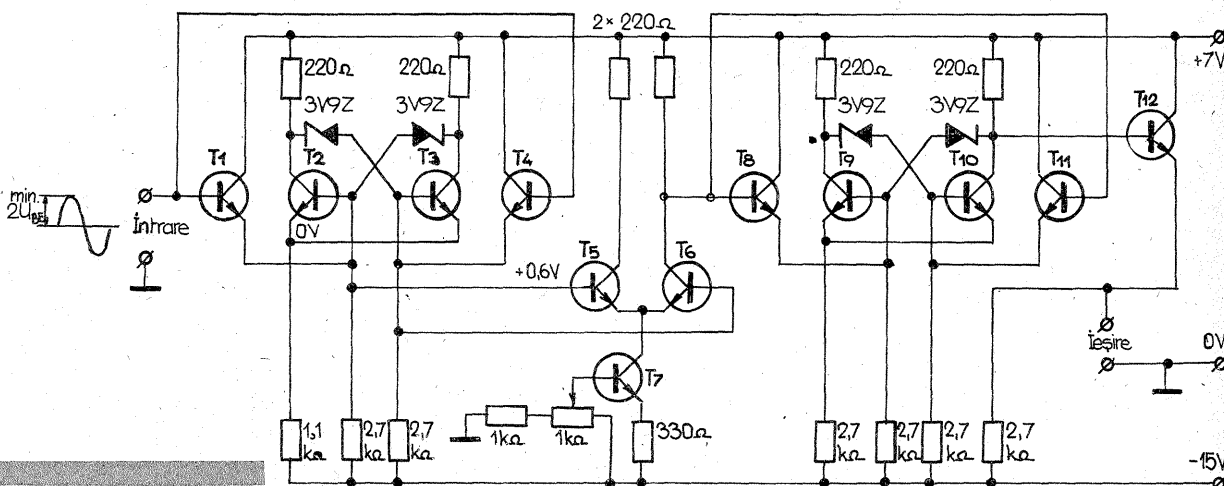 2×220Ω
+7V
220Ω
220Ω
220Ω
220Ω
3V9Z
3V9Z
3V9Z
3V9Z
T12
T1
T2
T3
T4
T8
T9
T10
T11
min.
2UBE
Intrare
0V
+0,6V
T5
T6
Ieşire
0V
T7
1,1
kΩ
2,7
kΩ
2,7
kΩ
1kΩ
1kΩ
330Ω
2,7
kΩ
2,7
kΩ
2,7
kΩ
2,7
kΩ
-15V